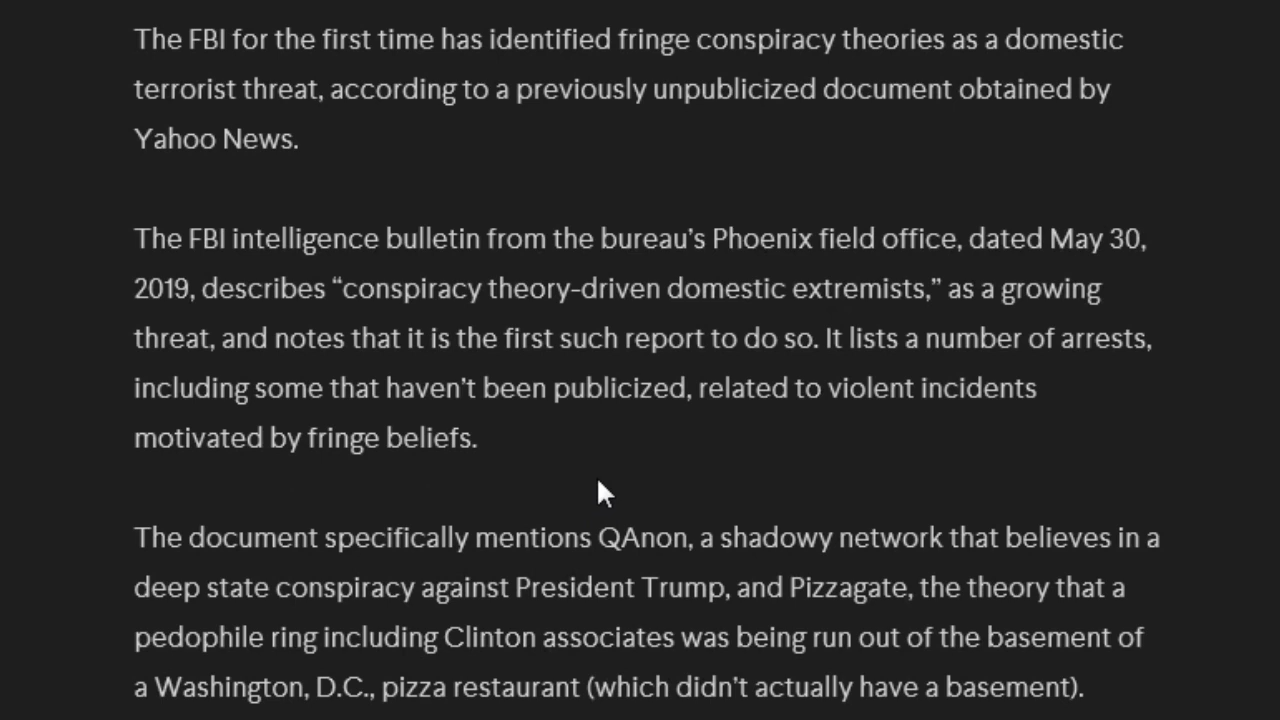 The FBI for the first time has identified fringe conspiracy theories as a domestic
terrorist threat, according to a previously unpublicized document obtained by
Yahoo News.
The FBI intelligence bulletin from the bureau’s Phoenix field office, dated May 30,
2019, describes “conspiracy theory-driven domestic extremists,” as a growing
threat, and notes that it is the first such report to do so. It lists a number of arrests,
including some that haven’t been publicized, related to violent incidents
motivated by fringe beliefs.
The document specifically mentions QAnon, a shadowy network that believes in a
deep state conspiracy against President Trump, and Pizzagate, the theory that a
pedophile ring including Clinton associates was being run out of the basement of
a Washington, D.C., pizza restaurant (which didn’t actually have a basement).